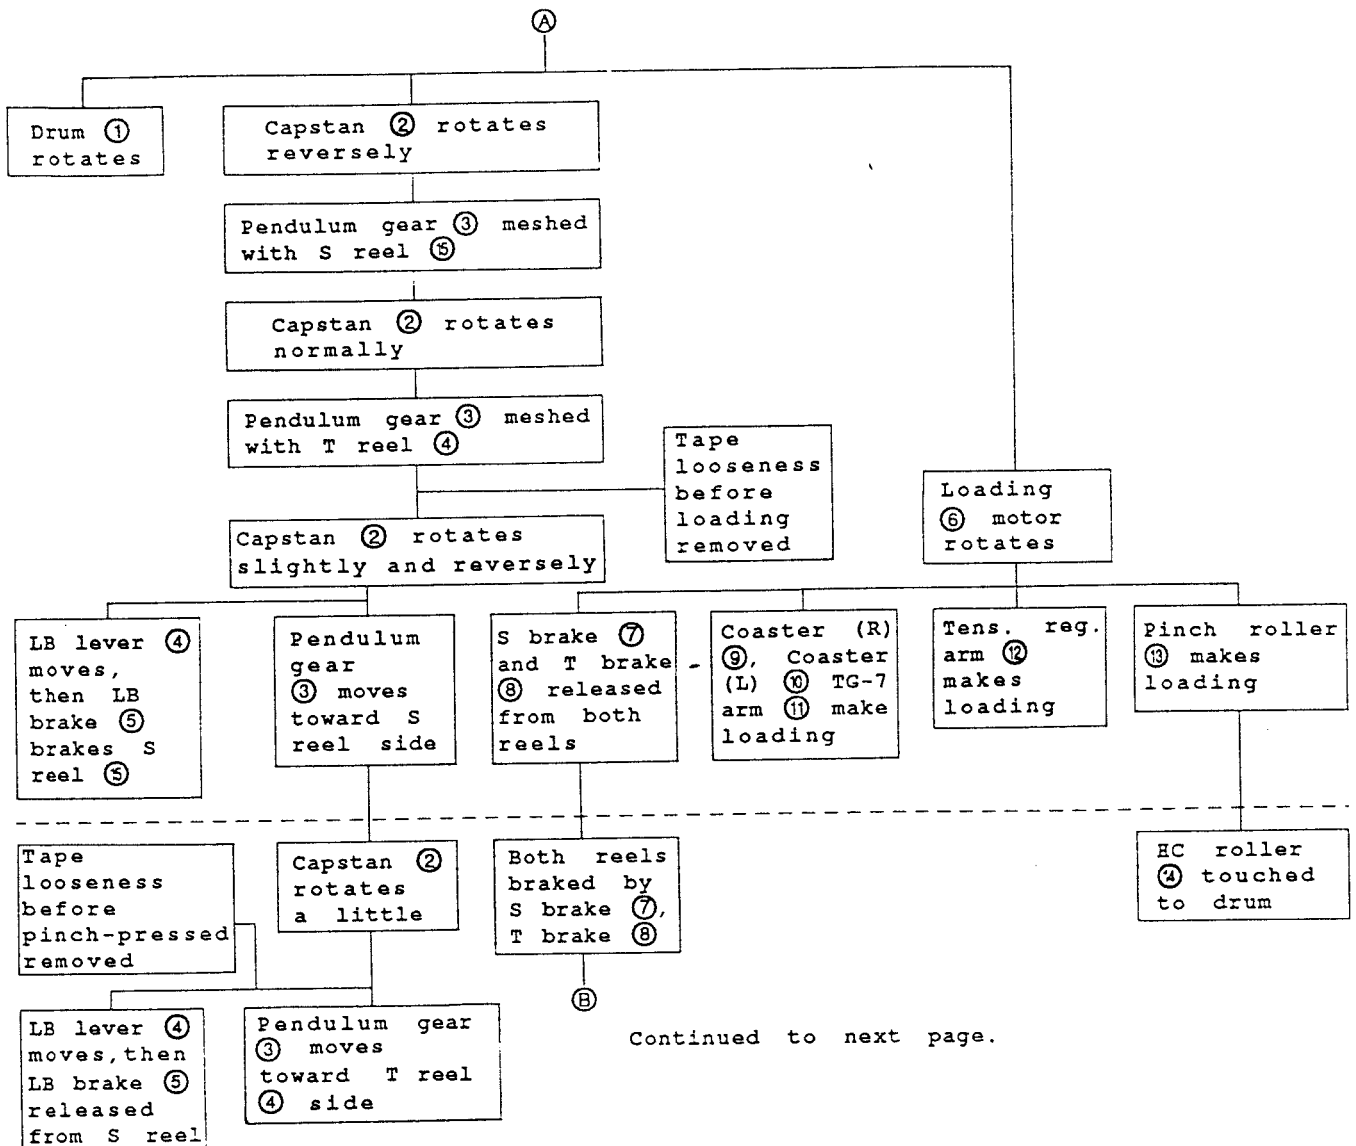 Ⓐ
Drum ①
rotates
Capstan ② rotates
reversely
Pendulum gear ③ meshed
with S reel ⑮
Capstan ② rotates
normally
Pendulum gear ③ meshed
with T reel ④
Tape
looseness
before
loading
removed
Loading
⑥ motor
rotates
Capstan ② rotates
slightly and reversely
LB lever ④
moves,
then LB
brake ⑤
brakes S
reel ⑮
Pendulum
gear
③ moves
toward S
reel side
S brake ⑦
and T brake
⑧ released
from both
reels
Coaster (R)
⑨, Coaster
(L) ⑩ TG-7
arm ⑪ make
loading
Tens. reg.
arm ⑫
makes
loading
Pinch roller
⑬ makes
loading
Tape
looseness
before
pinch-pressed
removed
Capstan ②
rotates
a little
Both reels
braked by
S brake ⑦,
T brake ⑧
HC roller
⑭ touched
to drum
Ⓑ
LB lever ④
moves,then
LB brake ⑤
released
from S reel
Pendulum gear
③ moves
toward T reel
④ side
Continued to next page.